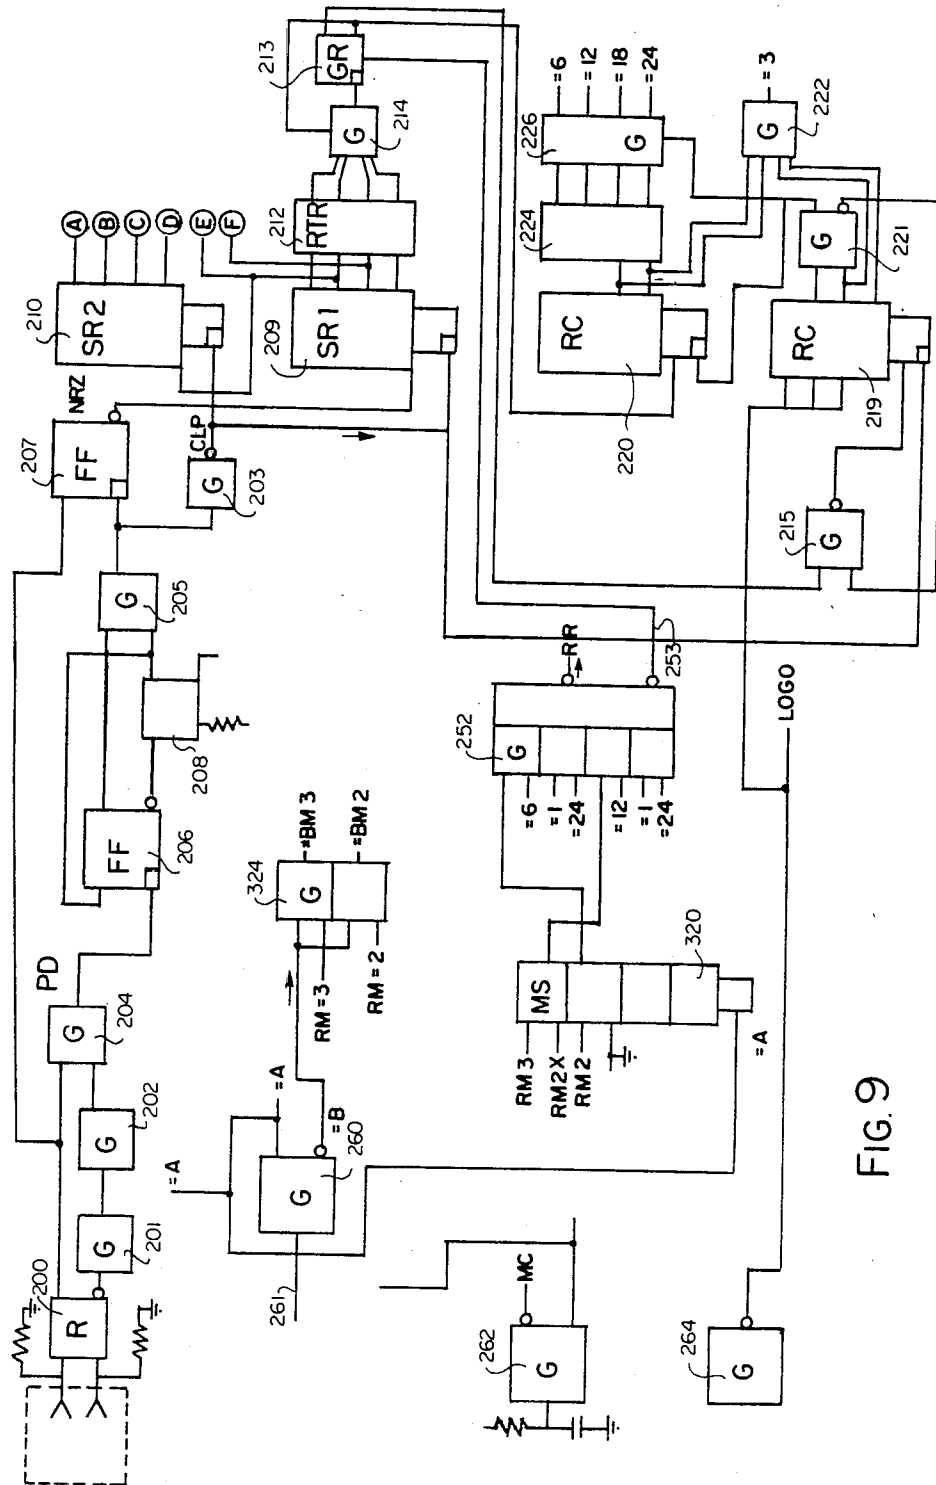 213
GR
G
214
=6
=12
=18
=24
226
G
=3
G
222
A
B
C
D
E
F
212
RTR
224
G
221
210
SR2
209
SR1
RC
220
RC
219
NRZ
207
FF
CLP
G
203
215
G
G
205
RIR
253
LOGO
208
252
G
=6
=1
=24
=12
=1
=24
FF
206
=BM3
=BM2
324
G
RM=3
RM=2
320
MS
RM3
RM2X
RM2
=A
PD
G
204
202
G
=A
=A
=B
G
260
261
G
201
200
R
MC
262
G
264
G
FIG. 9